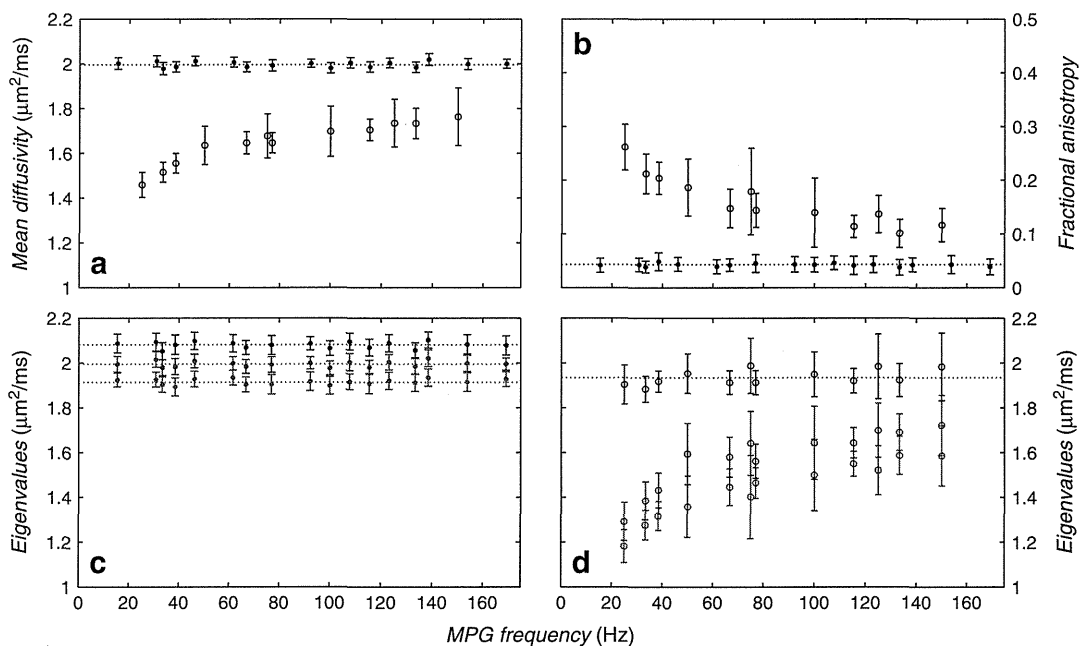 2.2
2
1.8
1.6
1.4
1.2
1
Mean diffusivity (μm²/ms)
a
b
0.5
0.4
0.3
0.2
0.1
0
Fractional anisotropy
2.2
2
1.8
1.6
1.4
1.2
1
Eigenvalues (μm²/ms)
c
0 20 40 60 80 100 120 140 160
d
2.2
2
1.8
1.6
1.4
1.2
1
Eigenvalues (μm²/ms)
0 20 40 60 80 100 120 140 160
MPG frequency (Hz)